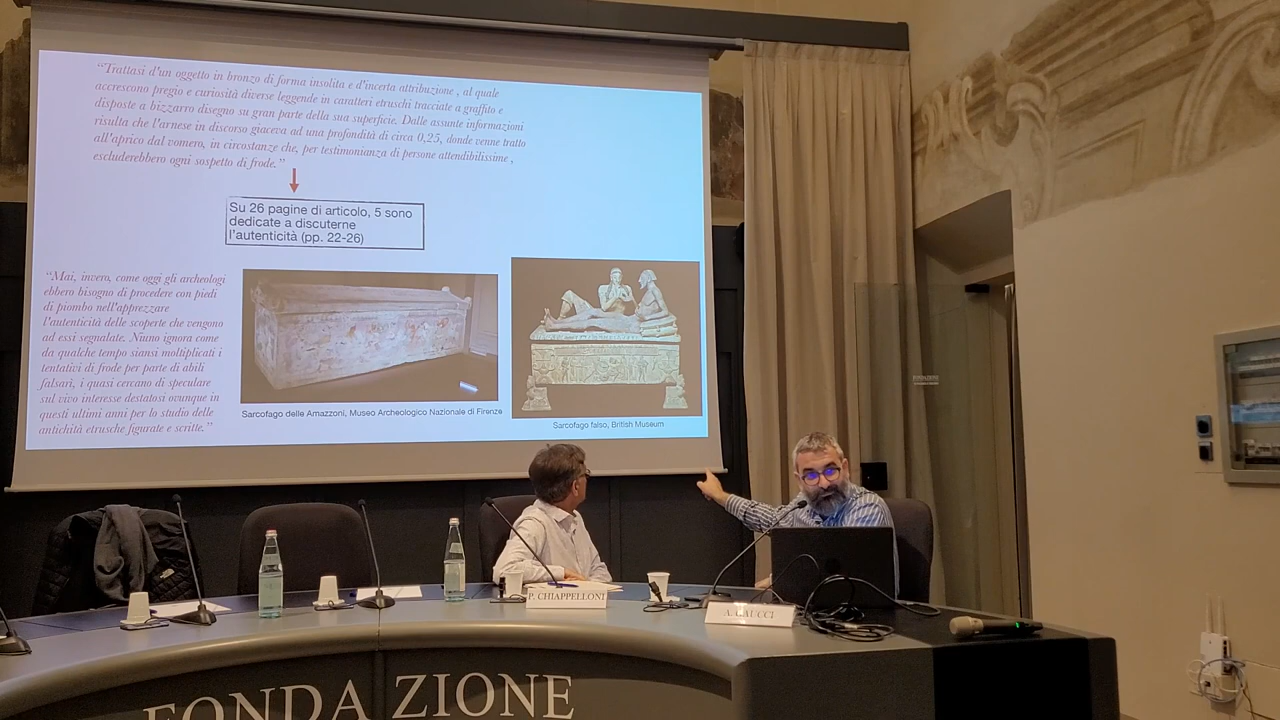 “Trattasi d'un oggetto in bronzo di forma insolita e d'incerta attribuzione , al quale
accrescono pregio e curiosità diverse leggende in caratteri etruschi tracciate a graffito e
disposte a bizzarro disegno su gran parte della sua superficie. Dalle assunte informazioni
risulta che l'arnese in discorso giaceva ad una profondità di circa 0,25, donde venne tratto
all'aprico dal vomero, in circostanze che, per testimonianza di persone attendibilissime ,
escluderebbero ogni sospetto di frode.”
Su 26 pagine di articolo, 5 sono
dedicate a discuterne
l'autenticità (pp. 22-26)
“Mai, invero, come oggi gli archeologi
ebbero bisogno di procedere con piedi
di piombo nell'apprezzare
l'autenticità delle scoperte che vengono
ad essi segnalate. Niuno ignora come
da qualche tempo siansi moltiplicati i
tentativi di frode per parte di abili
falsari, i quasi cercano di speculare
sul vivo interesse destatosi ovunque in
questi ultimi anni per lo studio delle
antichità etrusche figurate e scritte.”
Sarcofago delle Amazzoni, Museo Archeologico Nazionale di Firenze
Sarcofago falso, British Museum
P. CHIAPPELLONI
A. GAUCCI
FONDAZIONE